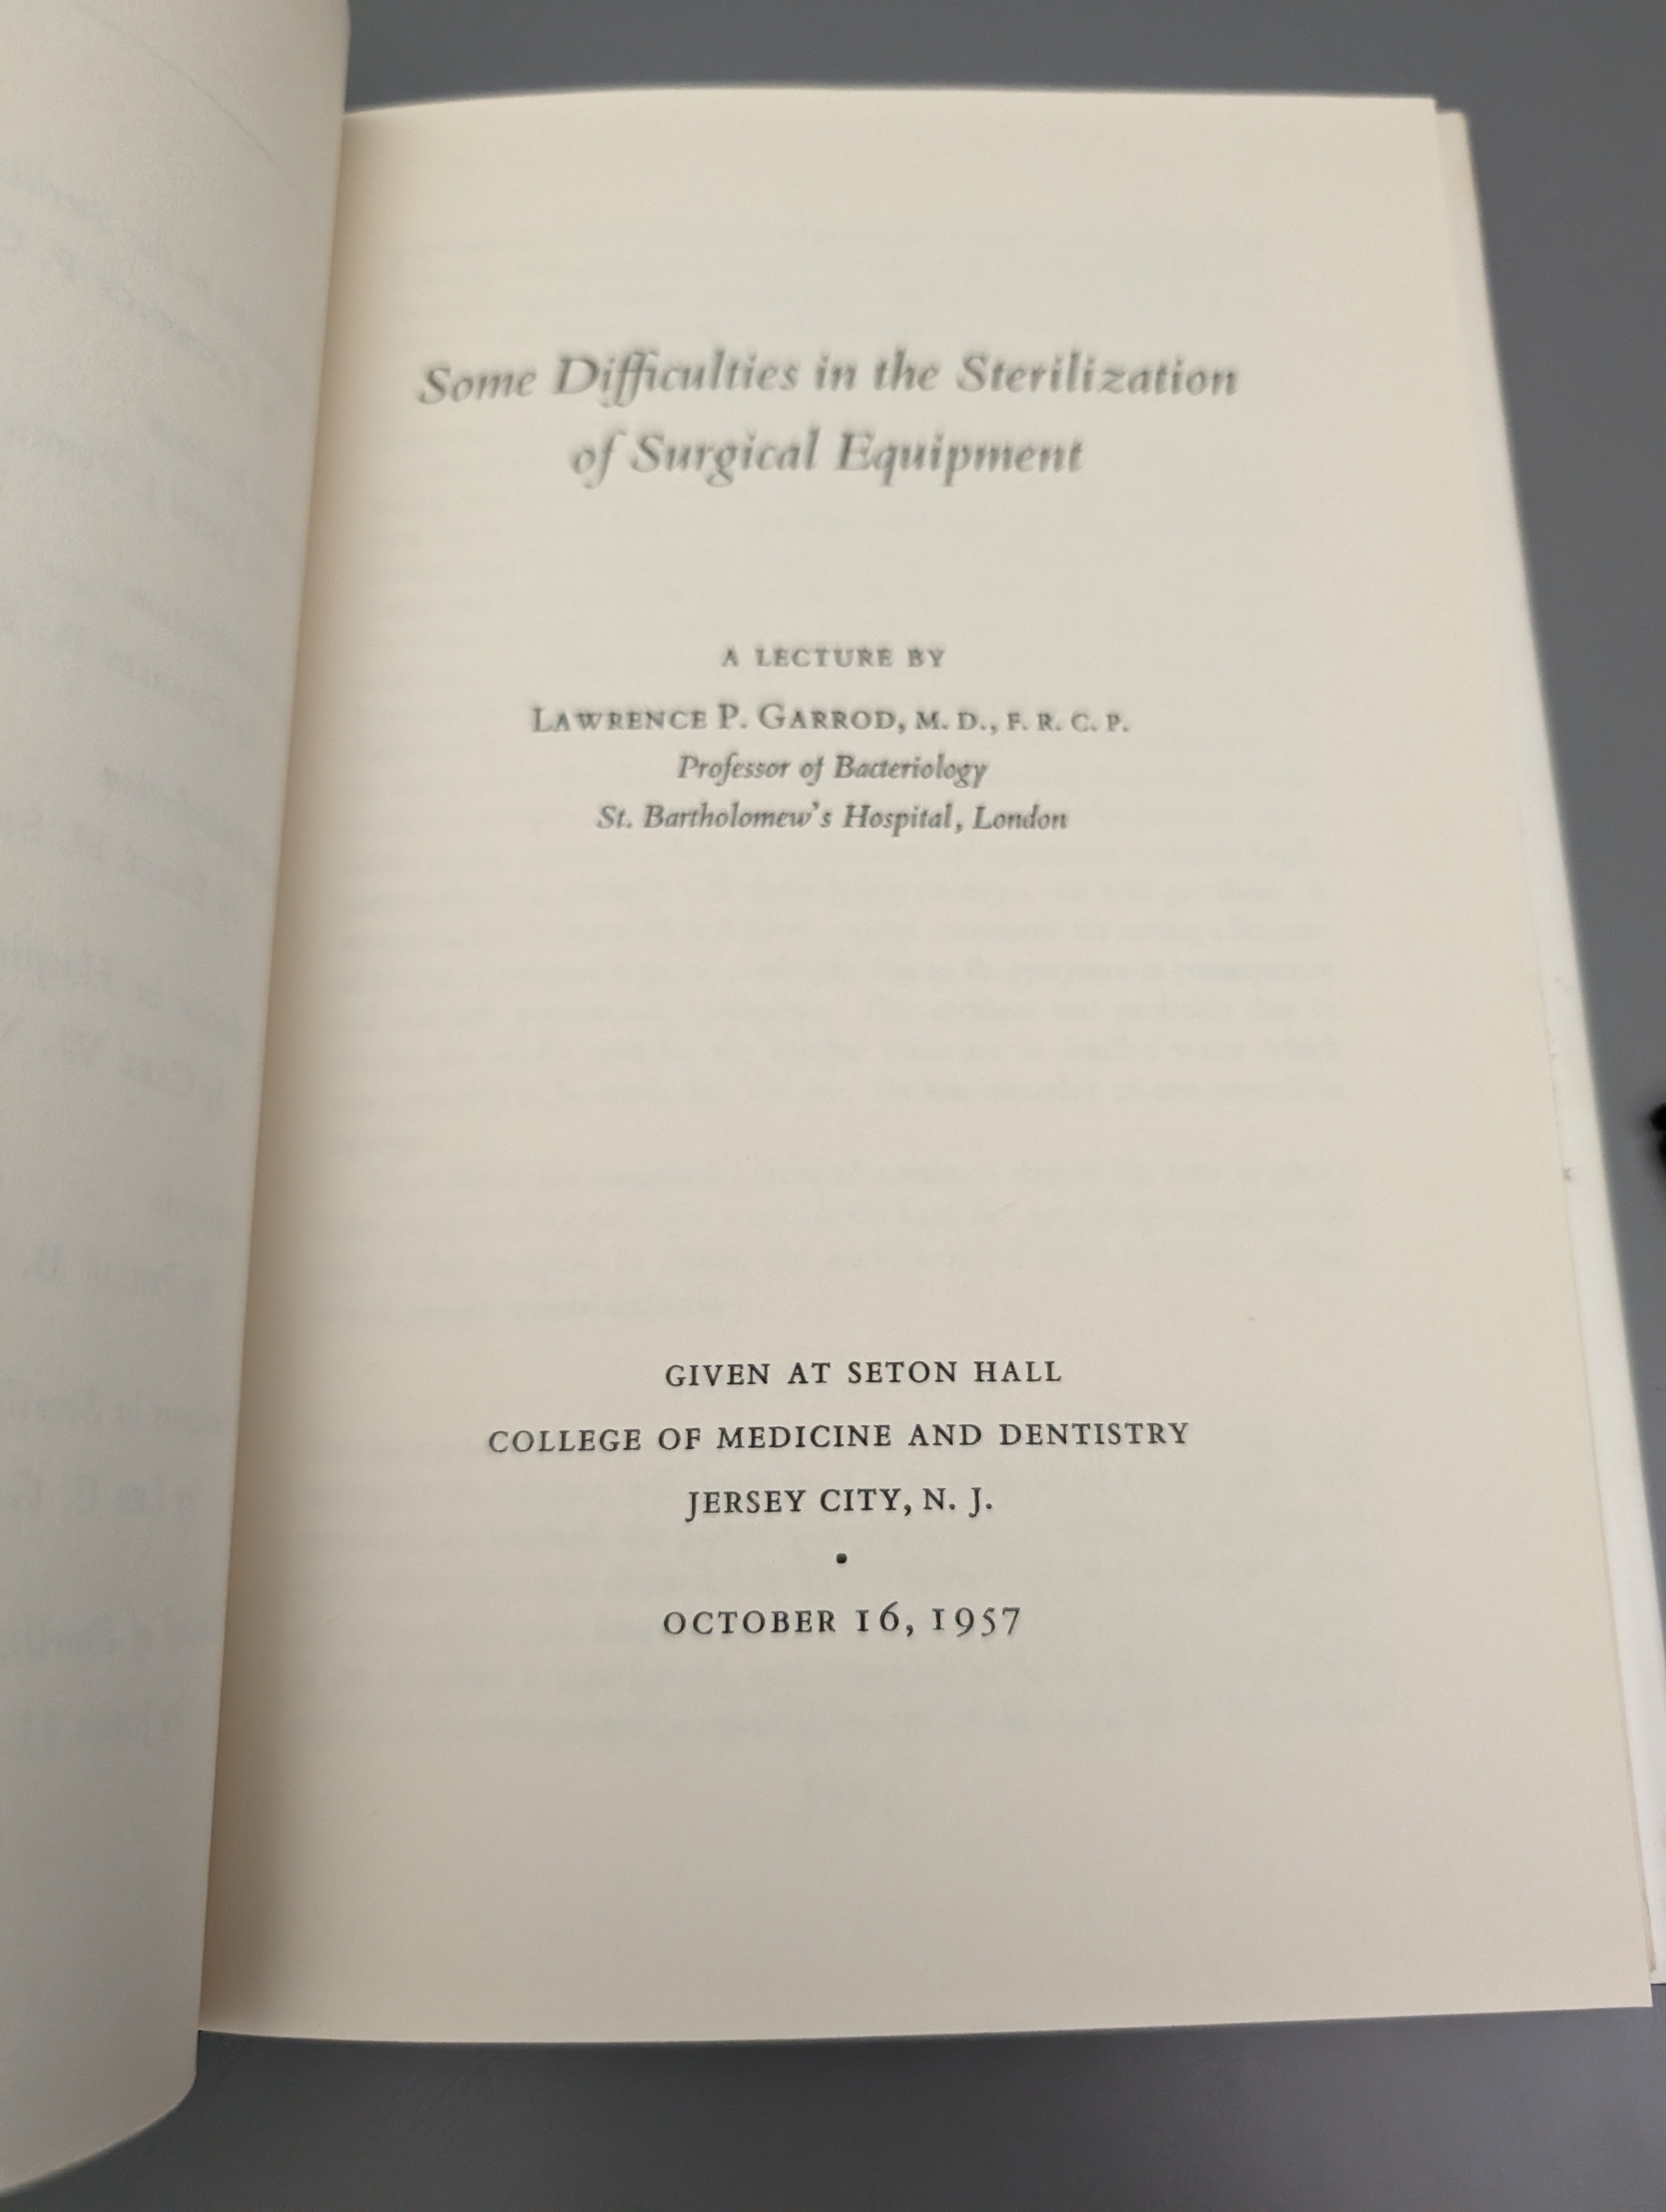 Some Difficulties in the Sterilization
of Surgical Equipment
A LECTURE BY
LAWRENCE P. GARROD, M. D., F. R. C. P.
Professor of Bacteriology
St. Bartholomew's Hospital, London
GIVEN AT SETON HALL
COLLEGE OF MEDICINE AND DENTISTRY
JERSEY CITY, N. J.
•
OCTOBER 16, 1957